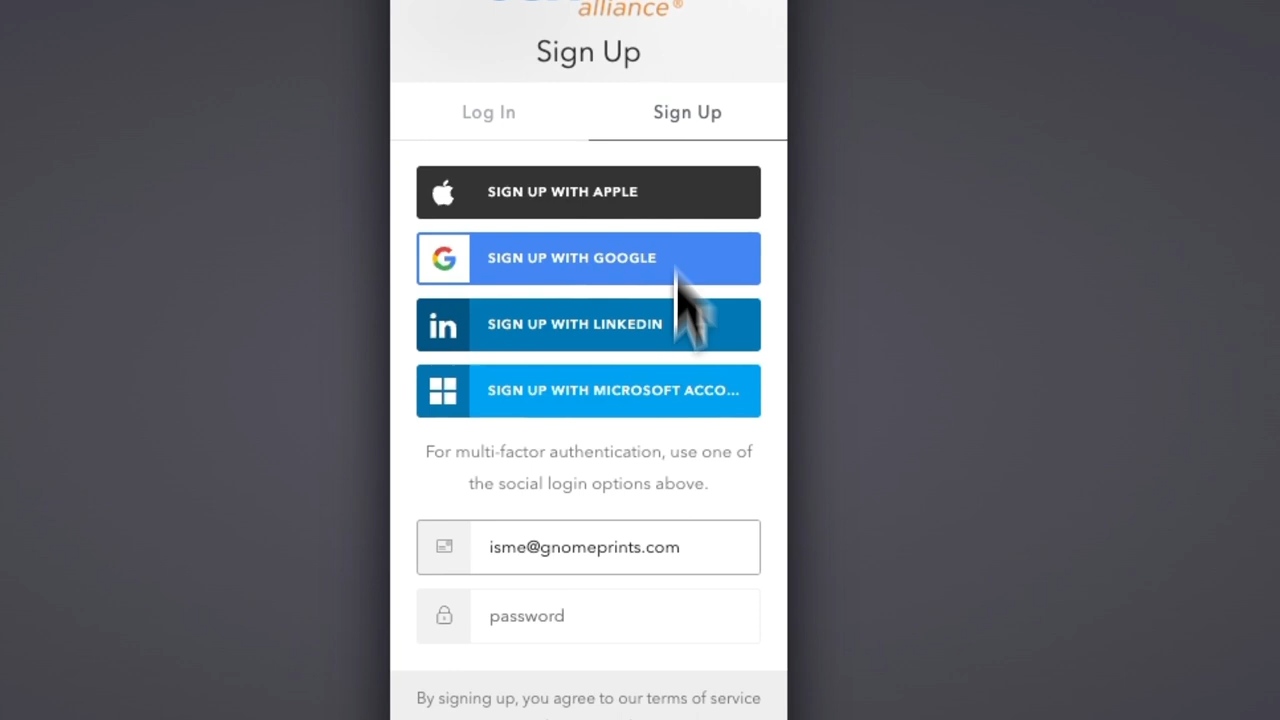 alliance®
Sign Up
Log In
Sign Up
SIGN UP WITH APPLE
SIGN UP WITH GOOGLE
in SIGN UP WITH LINKEDIN
SIGN UP WITH MICROSOFT ACCO...
For multi-factor authentication, use one of
the social login options above.
isme@gnomeprints.com
password
By signing up, you agree to our terms of service